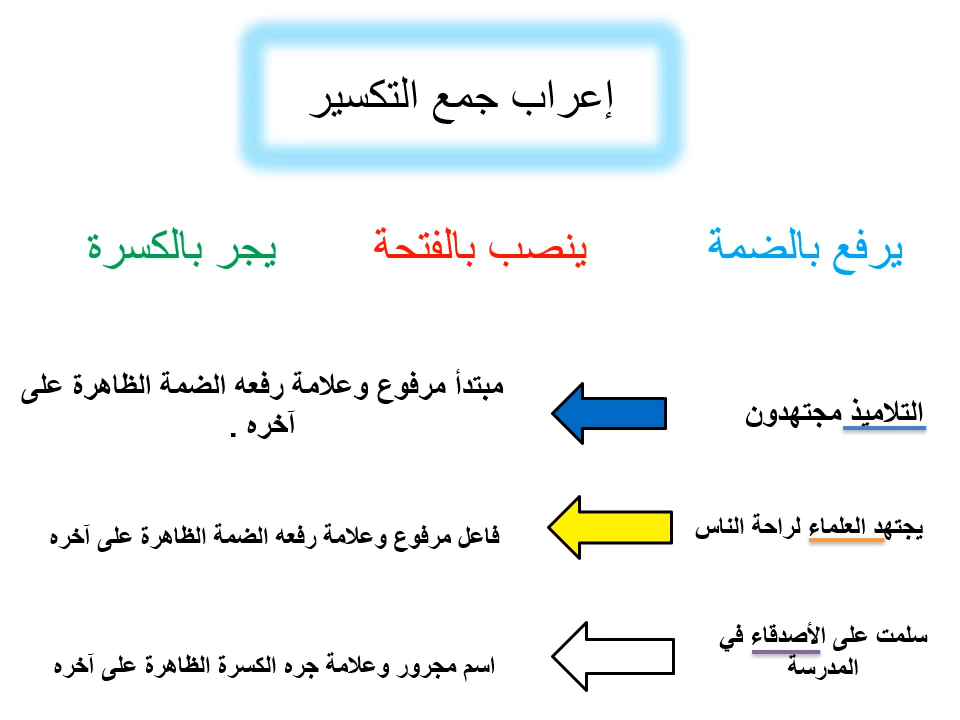 إعراب جمع التكسير
يرفع بالضمة ينصب بالفتحة يجر بالكسرة
التلاميذ مجتهدون
مبتدأ مرفوع وعلامة رفعه الضمة الظاهرة على
آخره .
يجتهد العلماء لراحة الناس
فاعل مرفوع وعلامة رفعه الضمة الظاهرة على آخره
سلمت على الأصدقاء في
المدرسة
اسم مجرور وعلامة جره الكسرة الظاهرة على آخره